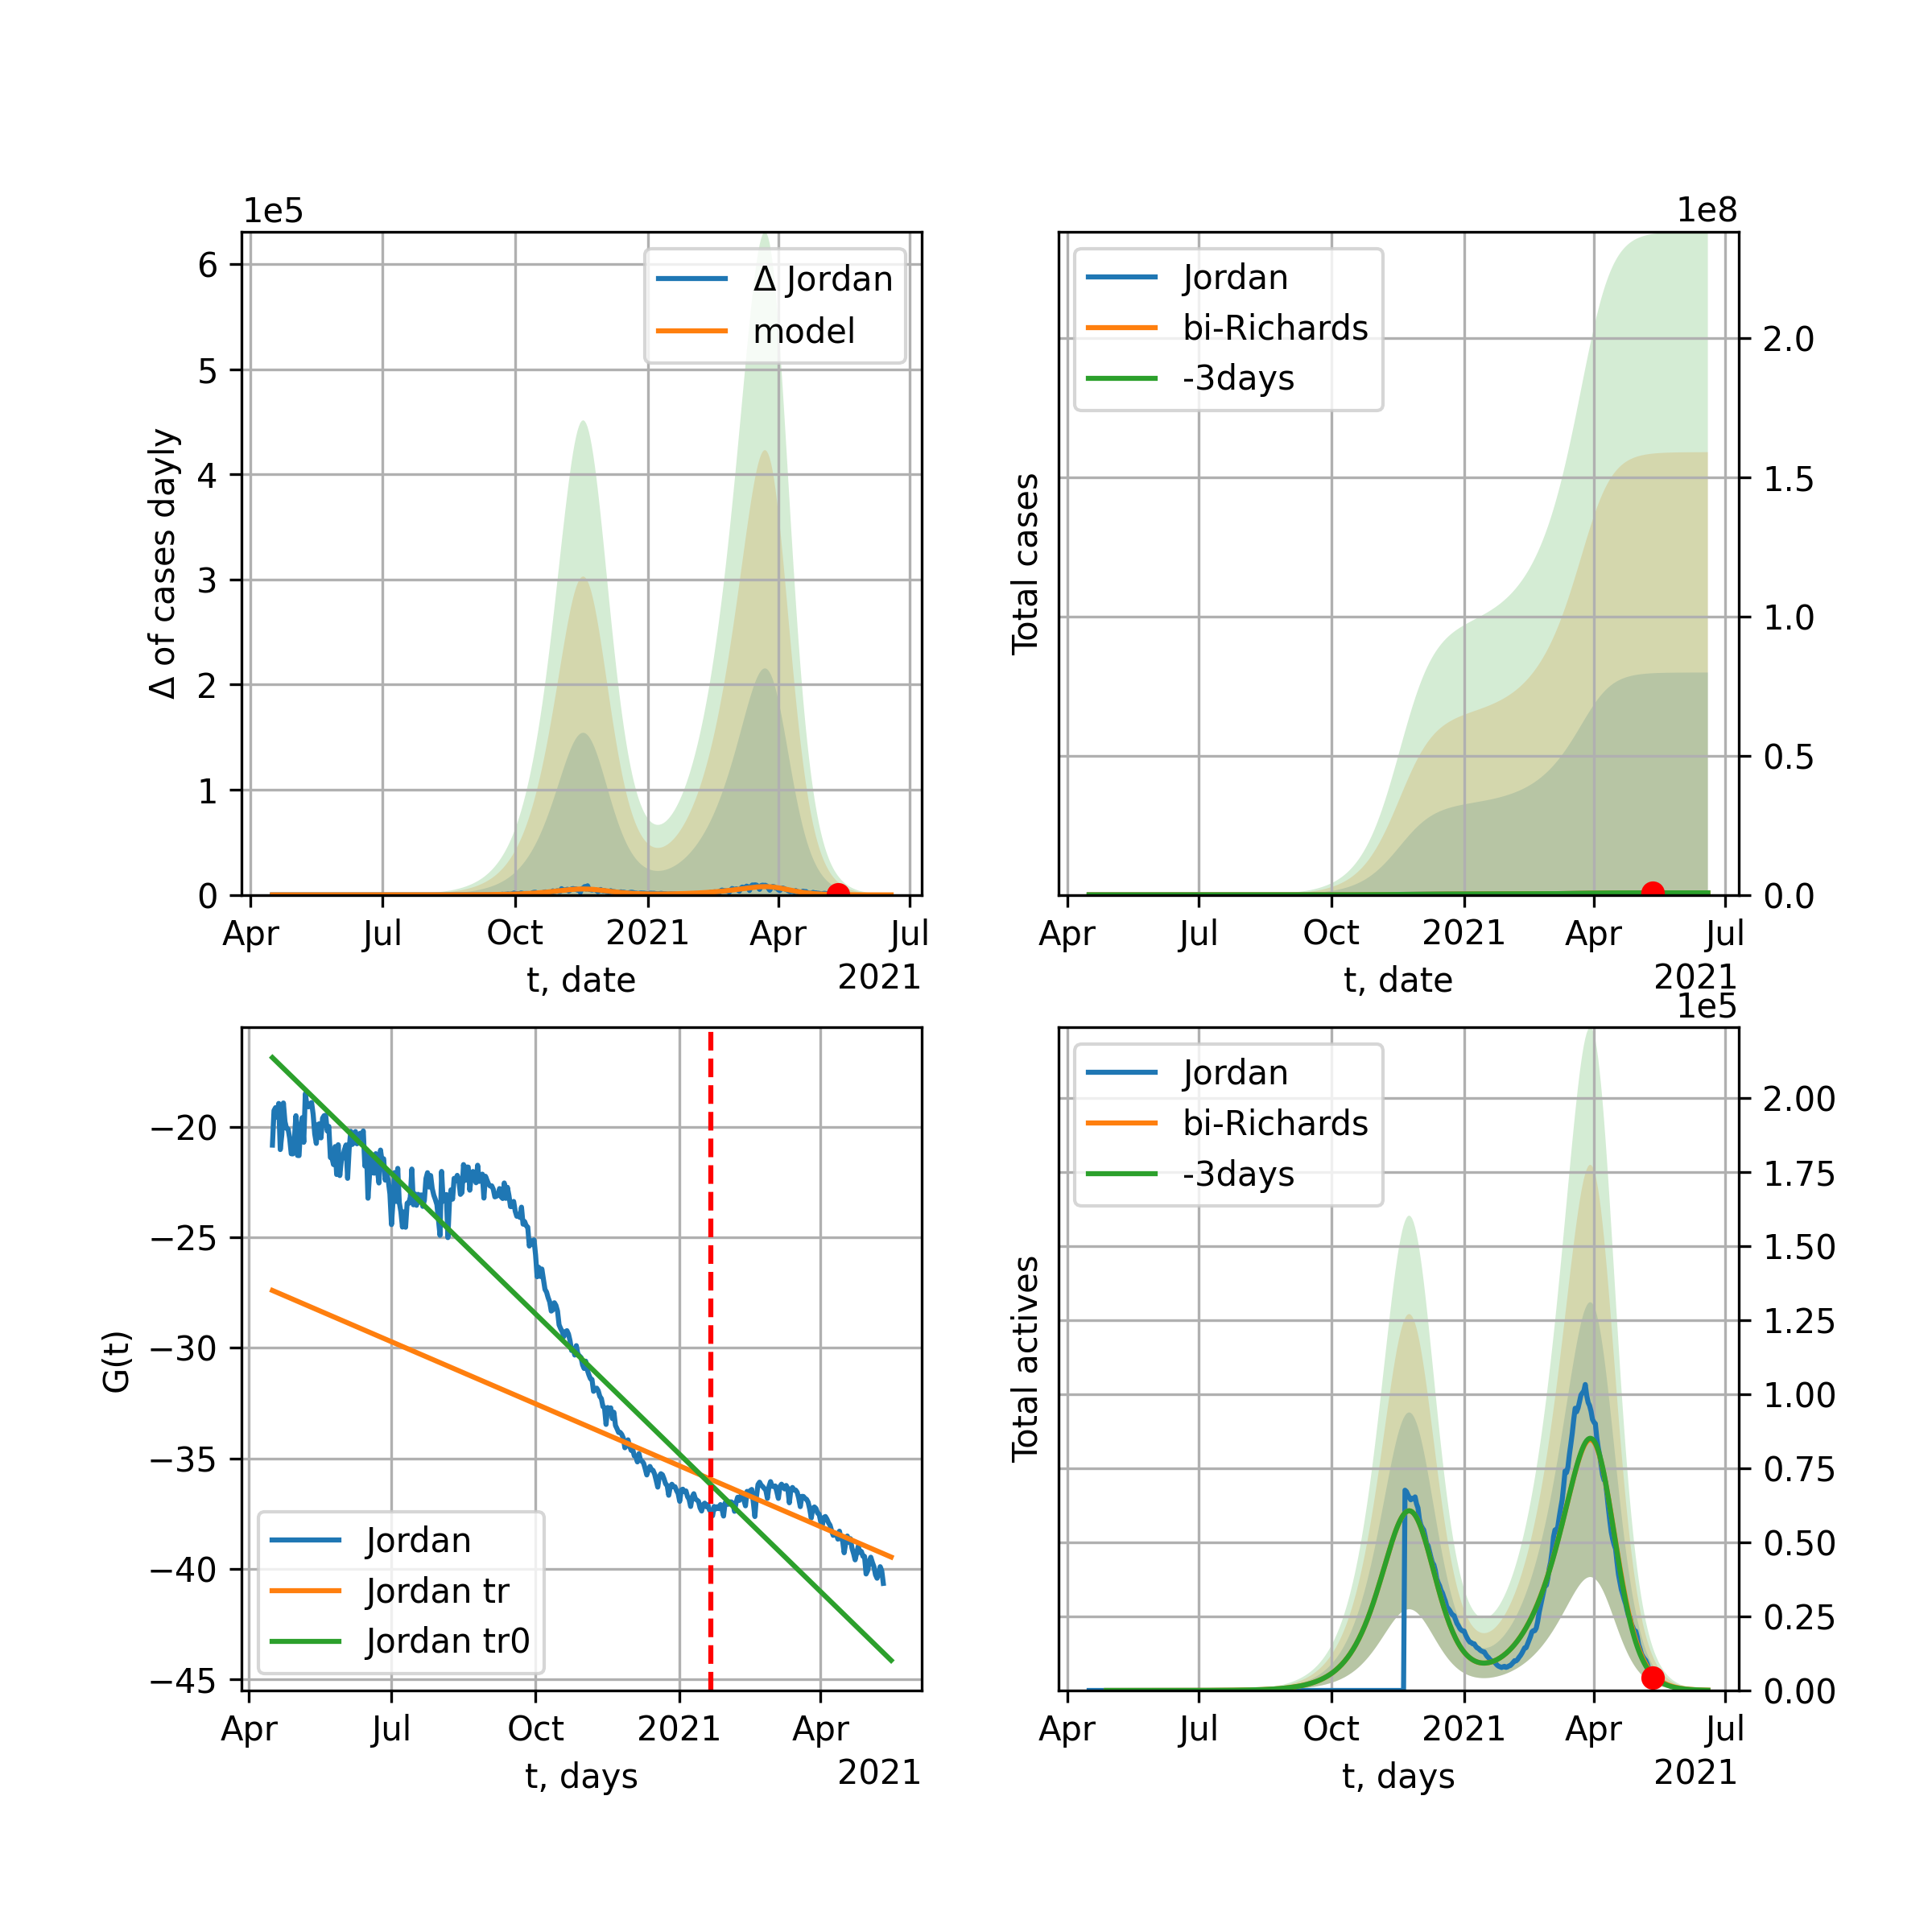 1e5
6
5
4
3
2
1
0
Δ of cases dayly
Δ Jordan
model
Apr Jul Oct 2021 Apr Jul
t, date
2021
1e8
Jordan
bi-Richards
-3days
Total cases
2.0
1.5
1.0
0.5
0.0
Apr Jul Oct 2021 Apr Jul
t, date
2021
−20
−25
−30
−35
−40
−45
G(t)
Jordan
Jordan tr
Jordan tr0
Apr Jul Oct 2021 Apr
t, days
2021
1e5
Jordan
bi-Richards
-3days
Total actives
2.00
1.75
1.50
1.25
1.00
0.75
0.50
0.25
0.00
Apr Jul Oct 2021 Apr Jul
t, days
2021